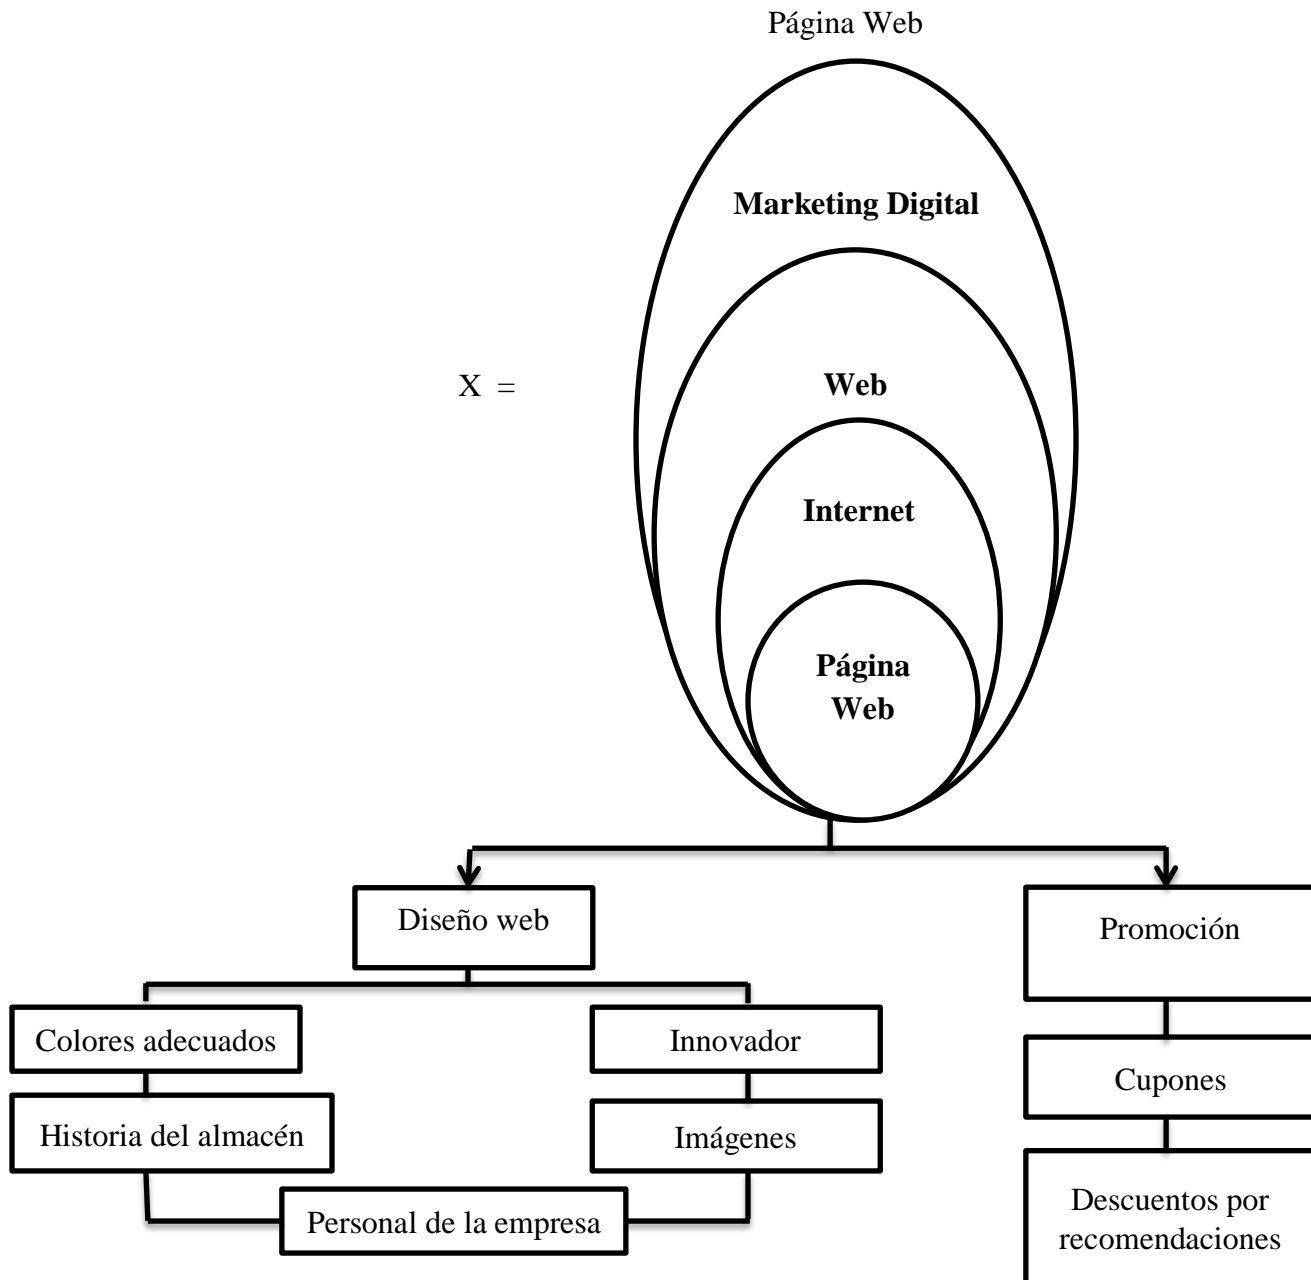 Página Web
Marketing Digital
X =
Web
Internet
Página
Web
Diseño web
Promoción
Colores adecuados
Innovador
Cupones
Historia del almacén
Imágenes
Personal de la empresa
Descuentos por
recomendaciones